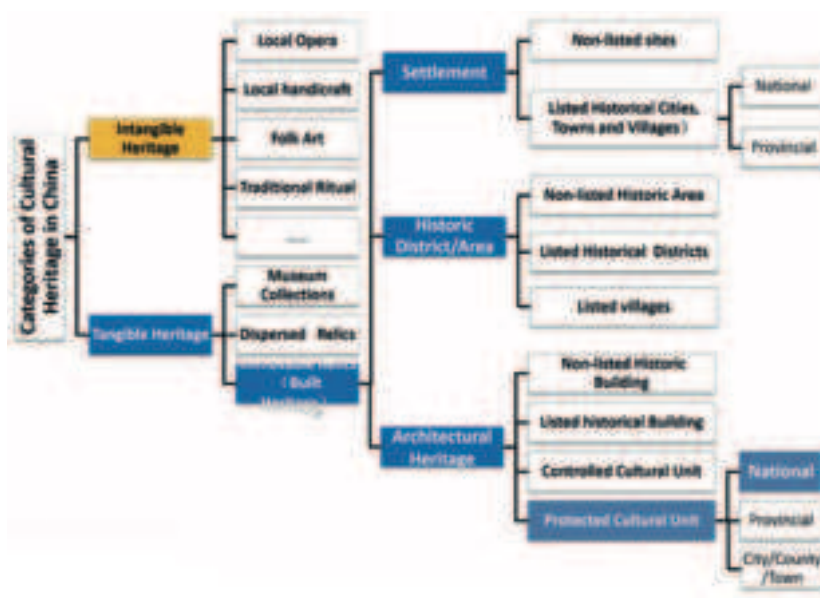 Categories of Cultural
Heritage in China
Intangible
Heritage
Tangible Heritage
Local Opera
Local handicraft
Folk Art
Traditional Ritual
......
Museum
Collections
Dispersed Relics
(Built
Heritage)
Settlement
Historic
District/Area
Architectural
Heritage
Non-listed sites
Listed Historical Cities,
Towns and Villages)
Non-listed Historic Area
Listed Historical Districts
Listed villages
Non-listed Historic
Building
Listed historical Building
Controlled Cultural Unit
Protected Cultural Unit
National
Provincial
National
Provincial
City/County
/Town